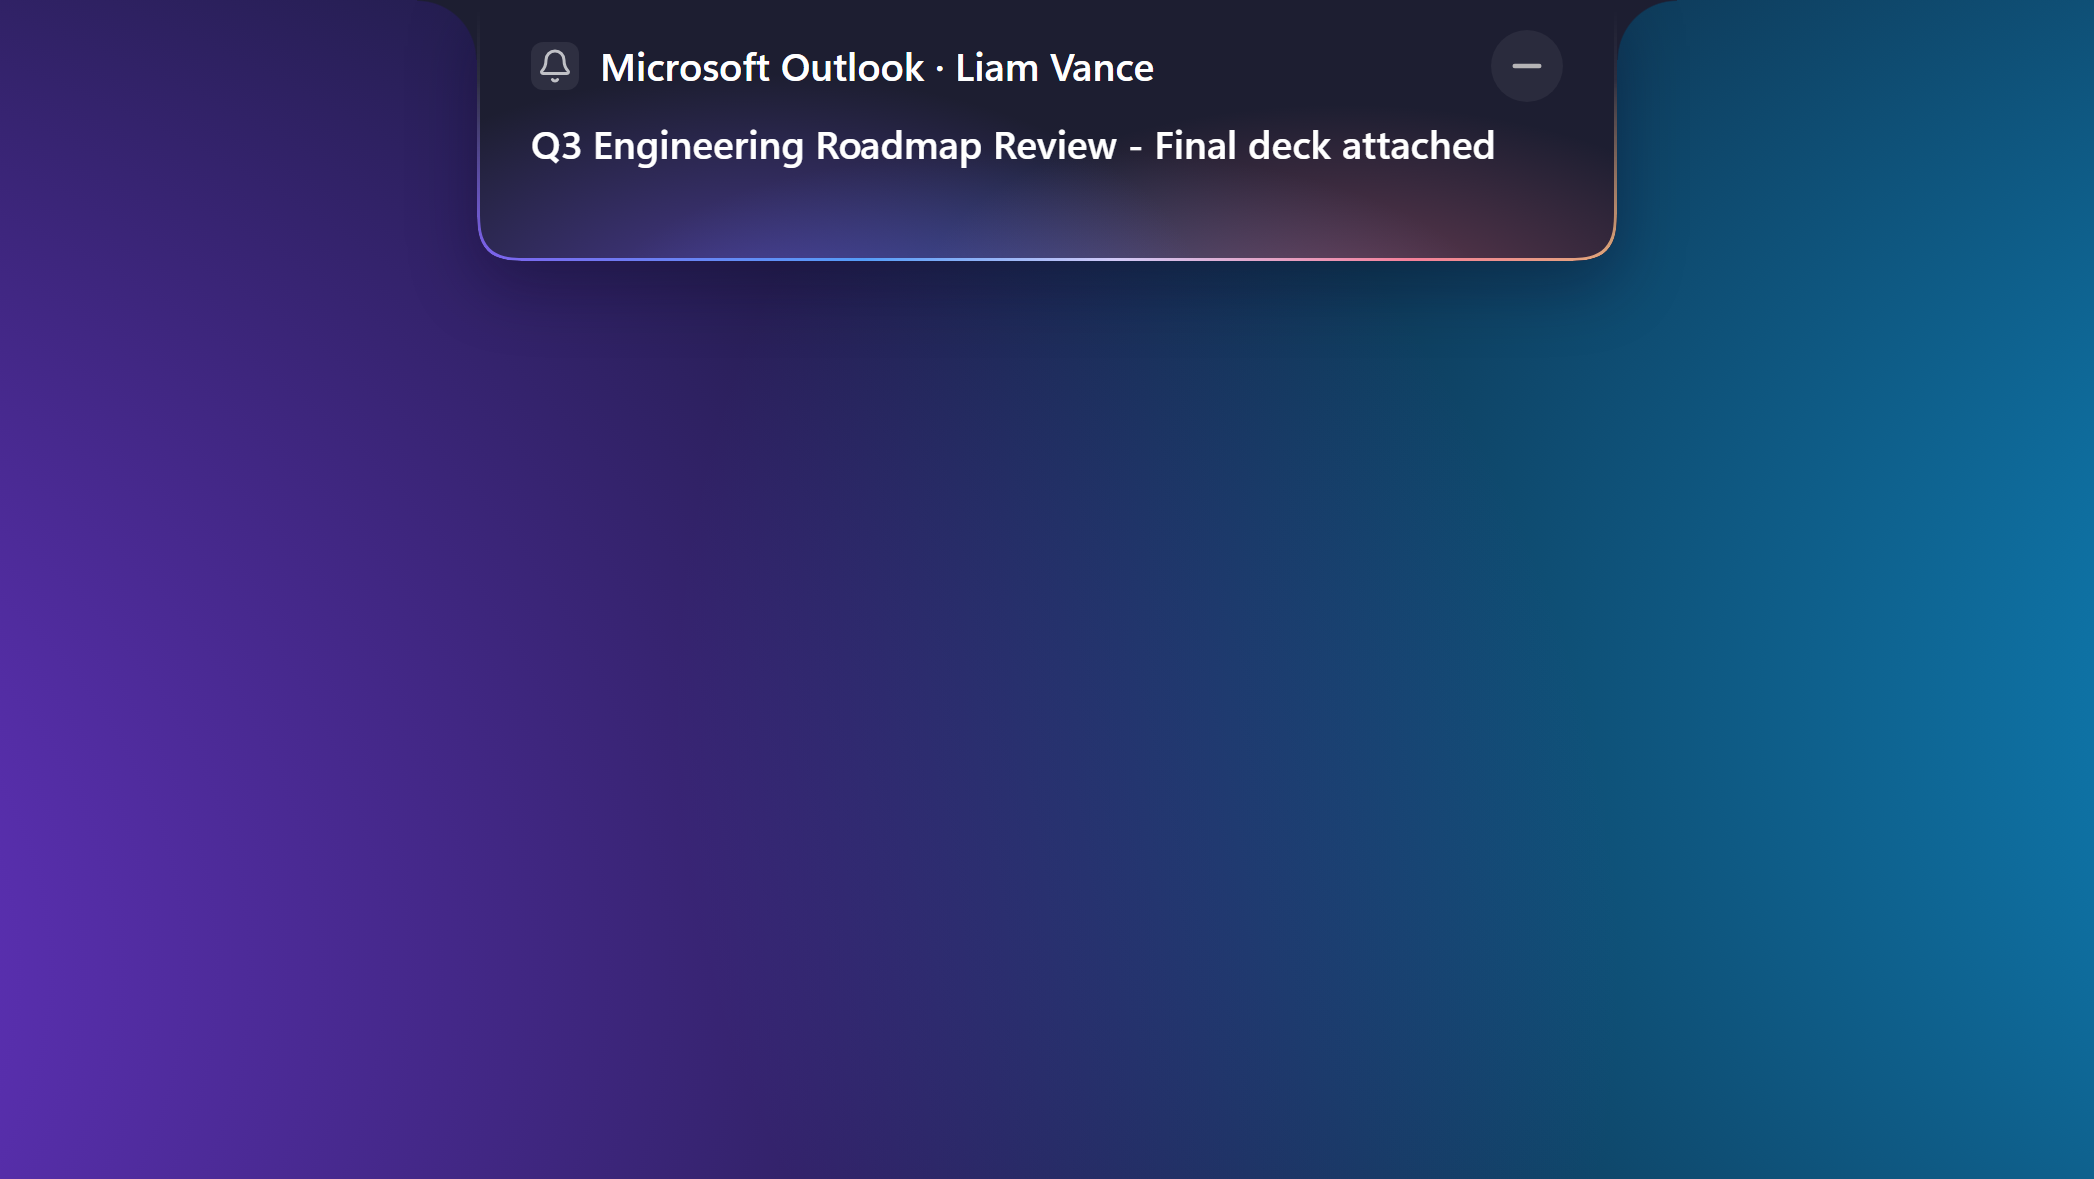 Microsoft Outlook · Liam Vance
Q3 Engineering Roadmap Review - Final deck attached